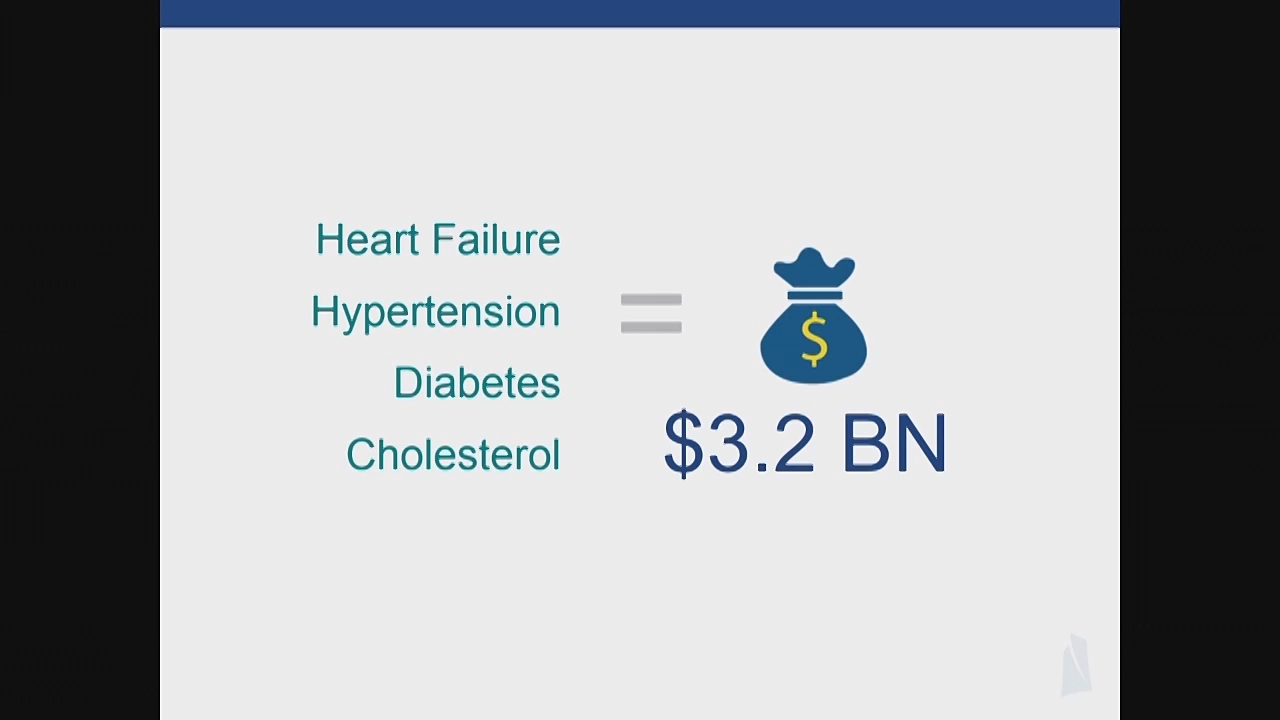 Heart Failure
Hypertension
Diabetes
Cholesterol
=
$
$3.2 BN